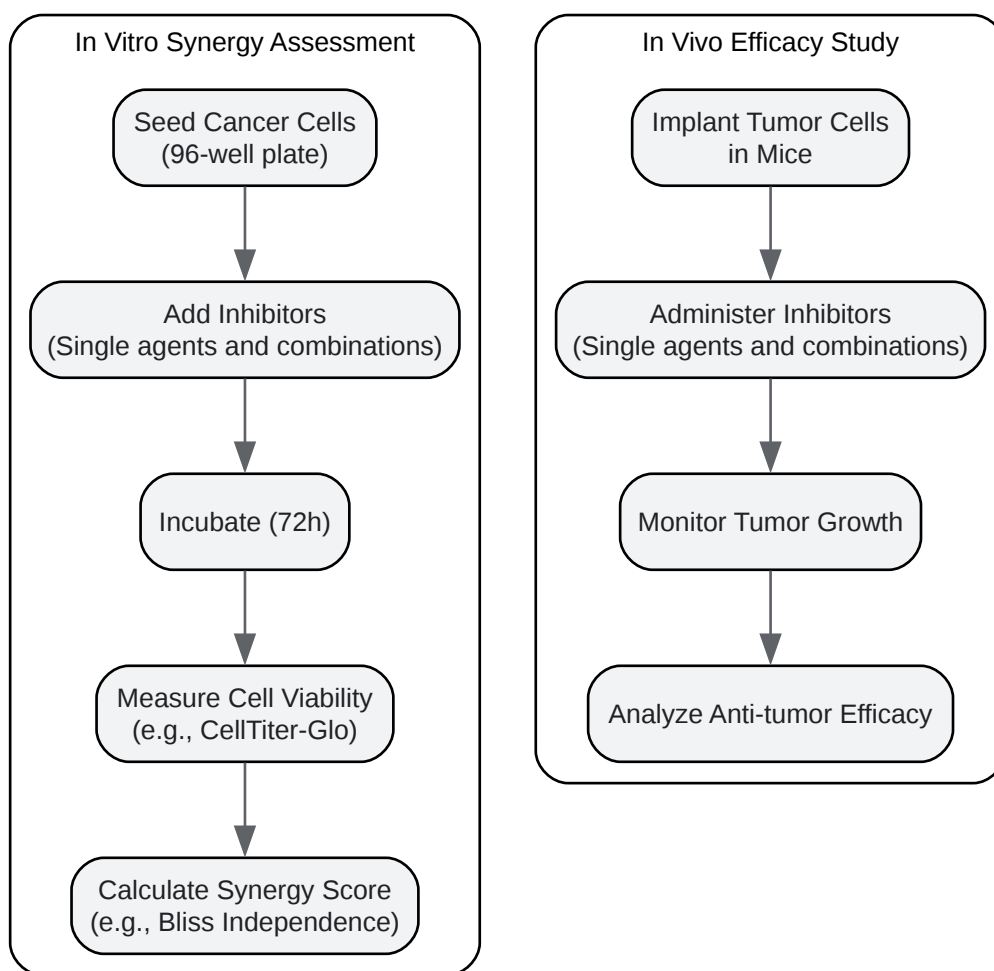 In Vitro Synergy Assessment
Seed Cancer Cells
(96-well plate)
Add Inhibitors
(Single agents and combinations)
Incubate (72h)
Measure Cell Viability
(e.g., CellTiter-Glo)
Calculate Synergy Score
(e.g., Bliss Independence)
In Vivo Efficacy Study
Implant Tumor Cells
in Mice
Administer Inhibitors
(Single agents and combinations)
Monitor Tumor Growth
Analyze Anti-tumor Efficacy